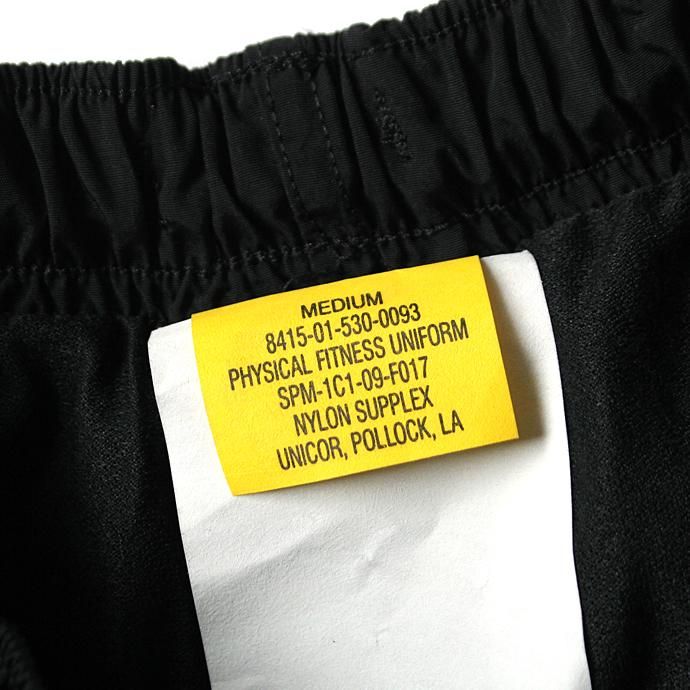 MEDIUM
8415-01-530-0093
PHYSICAL FITNESS UNIFORM
SPM-1C1-09-F017
NYLON SUPPLEX
UNICOR, POLLOCK, LA